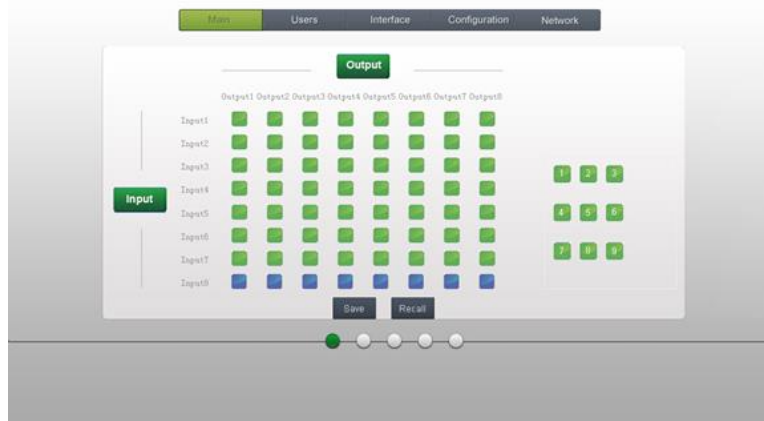 Main Users Interface Configuration Network
Output
Output1 Output2 Output3 Output4 Output5 Output6 Output7 Output8
Input1
Input2
Input3
Input4
Input5
Input6
Input7
Input8
Input
1 2 3
4 5 6
7 8 9
Save Recall